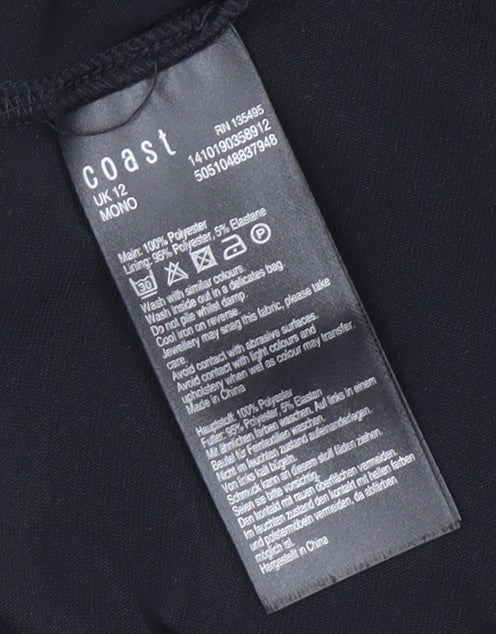 coast
RN 135495
UK 12
1410190358912
MONO
5051048837948
Main: 100% Polyester
Lining: 95% Polyester, 5% Elastane
30
P
Wash with similar colours.
Wash inside out in a delicates bag.
Do not pile whilst damp.
Cool iron on reverse.
Jewellery may snag this fabric, please take
care.
Avoid contact with abrasive surfaces.
Avoid contact with light colours and
upholstery when wet as colour may transfer.
Made in China
Hauptstoff: 100% Polyester
Futter: 95% Polyester, 5% Elastan
Mit ähnlichen farben waschen. Auf links in einem
Beutel für Feintextilien waschen.
Nicht im feuchten zustand aufeinanderlegen.
Von links kalt bügeln.
Schmuck kann an diesem stoff fäden ziehen.
Seien sie bitte vorsichtig.
Den kontakt mit rauen oberflächen vermeiden.
Im feuchten zustand den kontakt mit hellen farben
und polstermöbeln vermeiden, da abfärben
möglich ist.
Hergestellt in China